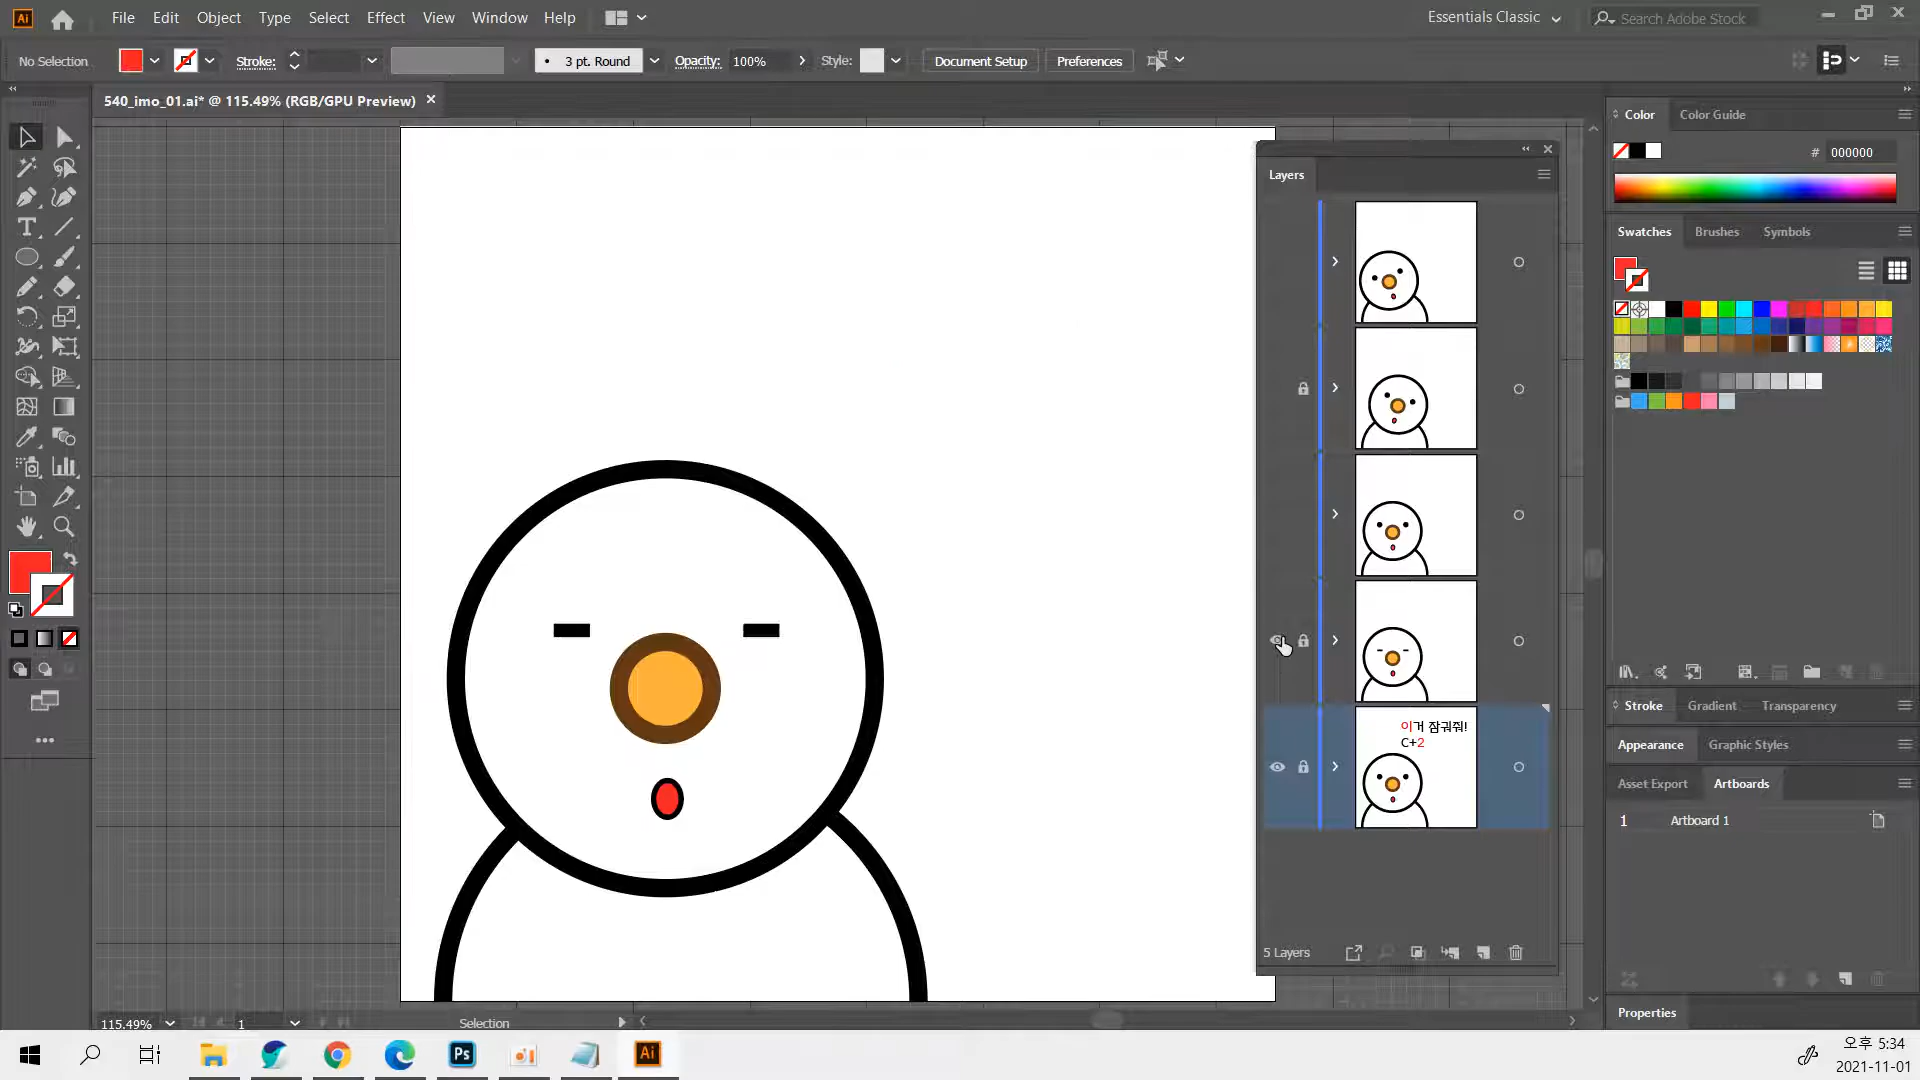 Ai File Edit Object Type Select Effect View Window Help Essentials Classic Search Adobe Stock
No Selection Stroke: 3 pt. Round Opacity: 100% Style: Document Setup Preferences
540_imo_01.ai* @ 115.49% (RGB/GPU Preview)
Color Color Guide
# 000000
Layers
Swatches Brushes Symbols
Stroke Gradient Transparency
이거 잠궈줘!
C+2
Appearance Graphic Styles
Asset Export Artboards
1 Artboard 1
5 Layers
Properties
115.49% 1 Selection
Ps Ai
오후 5:34
2021-11-01